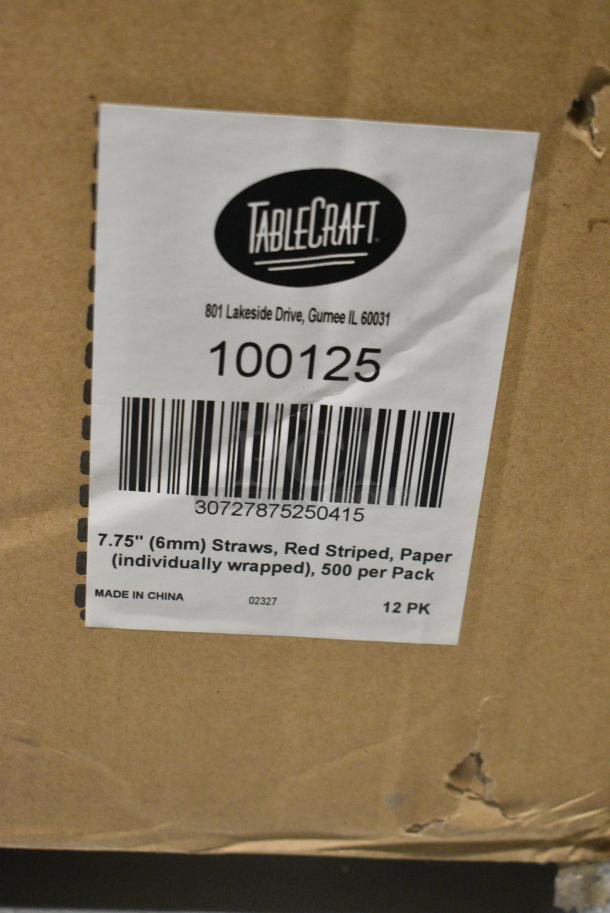 TABLECRAFT
801 Lakeside Drive, Gurnee IL 60031
100125
30727875250415
7.75" (6mm) Straws, Red Striped, Paper
(individually wrapped), 500 per Pack
MADE IN CHINA 02327 12 PK